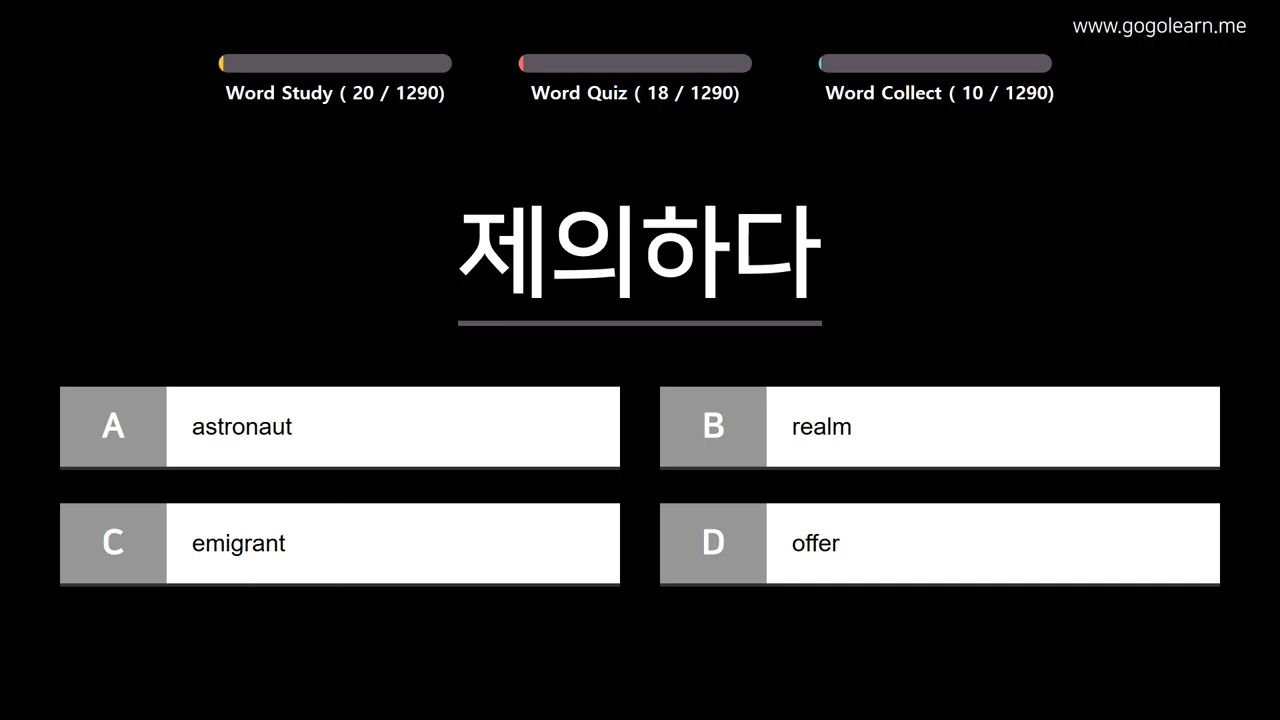 www.gogolearn.me
Word Study ( 20 / 1290)
Word Quiz ( 18 / 1290)
Word Collect ( 10 / 1290)
제의하다
A astronaut
B realm
C emigrant
D offer